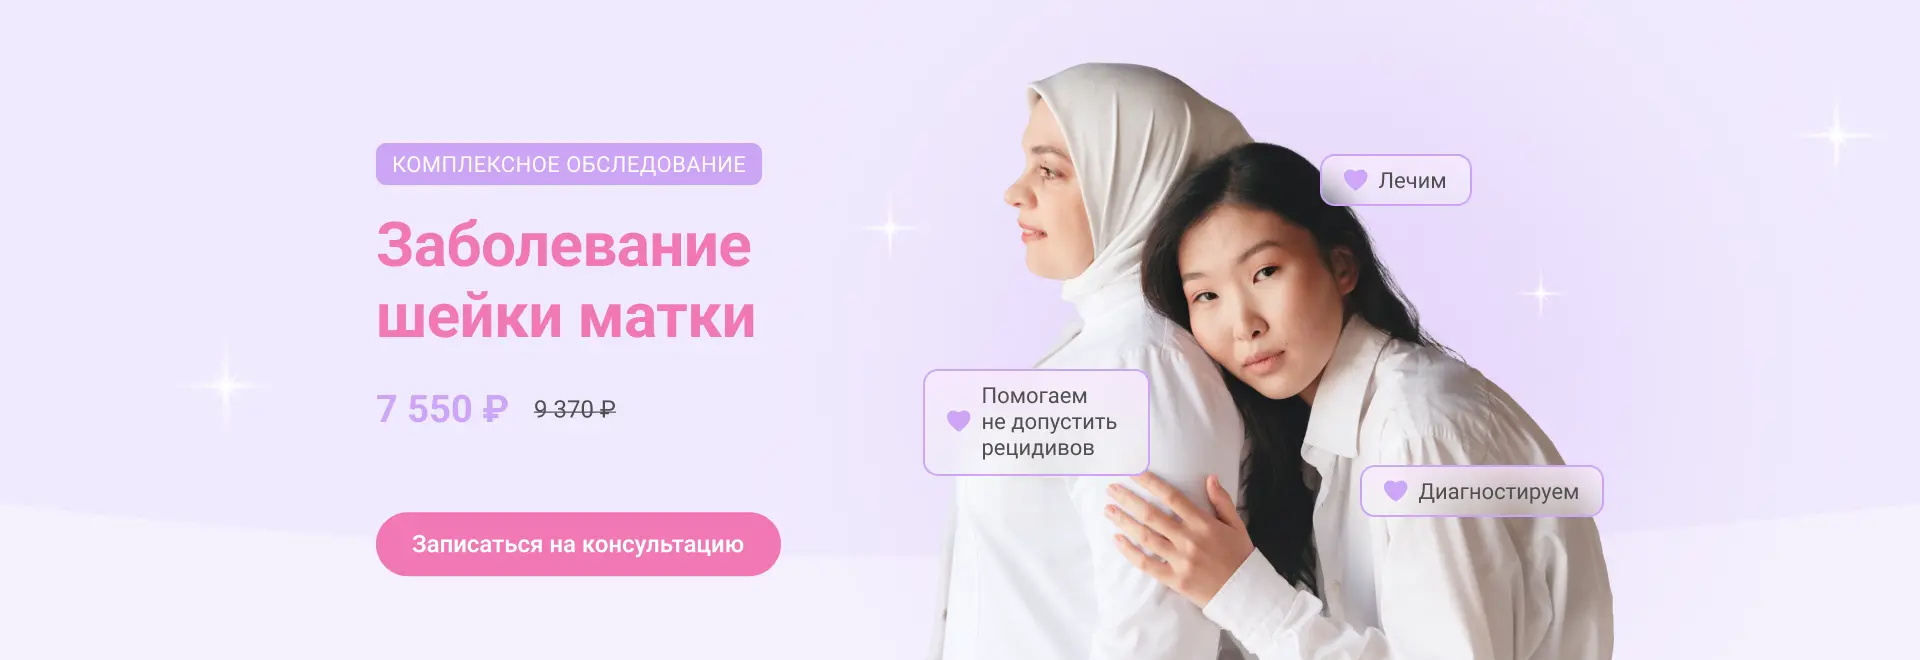 КОМПЛЕКСНОЕ ОБСЛЕДОВАНИЕ
Заболевание
шейки матки
7 550 ₽ 9 370 ₽
Записаться на консультацию
Лечим
Помогаем
не допустить
рецидивов
Диагностируем